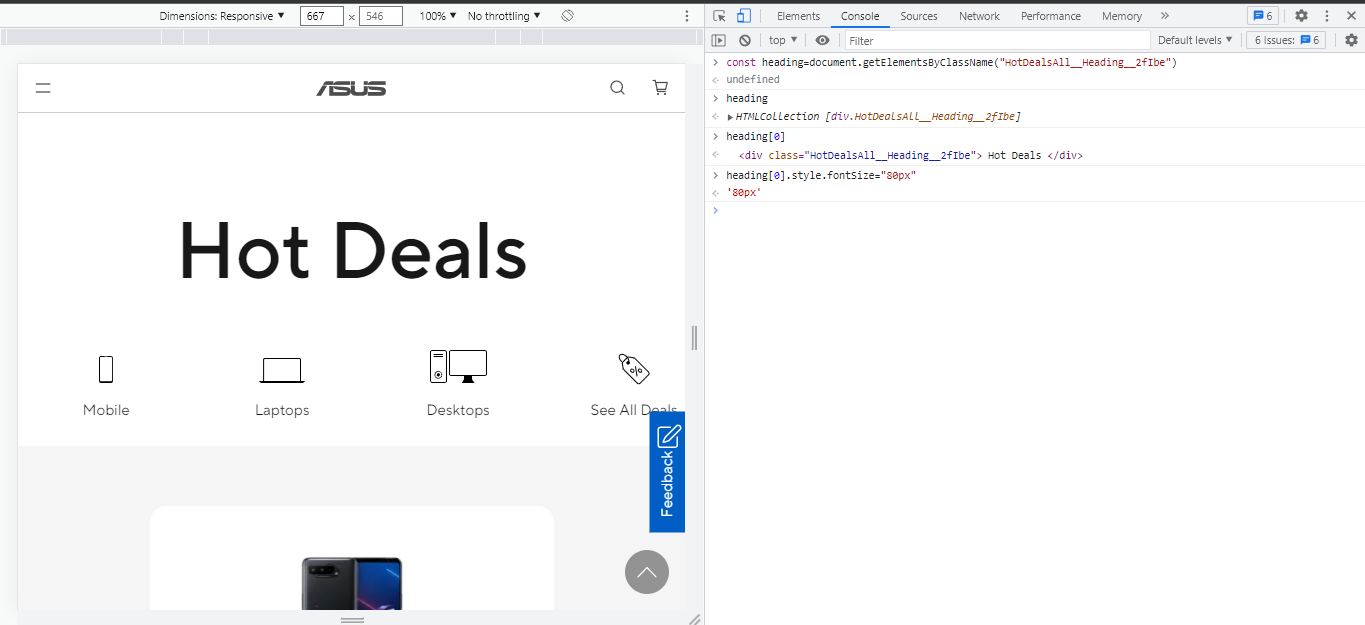 Dimensions: Responsive ▼ 667 × 546 100% ▼ No throttling ▼
ASUS
Hot Deals
Mobile Laptops Desktops See All Deals
Feedback
Elements Console Sources Network Performance Memory » 6
top ▼ Filter Default levels ▼ 6 Issues: 6
> const heading=document.getElementsByClassName("HotDealsAll__Heading__2fIbe")
undefined
> heading
▶ HTMLCollection [div.HotDealsAll__Heading__2fIbe]
> heading[0]
<div class="HotDealsAll__Heading__2fIbe"> Hot Deals </div>
> heading[0].style.fontSize="80px"
'80px'
>